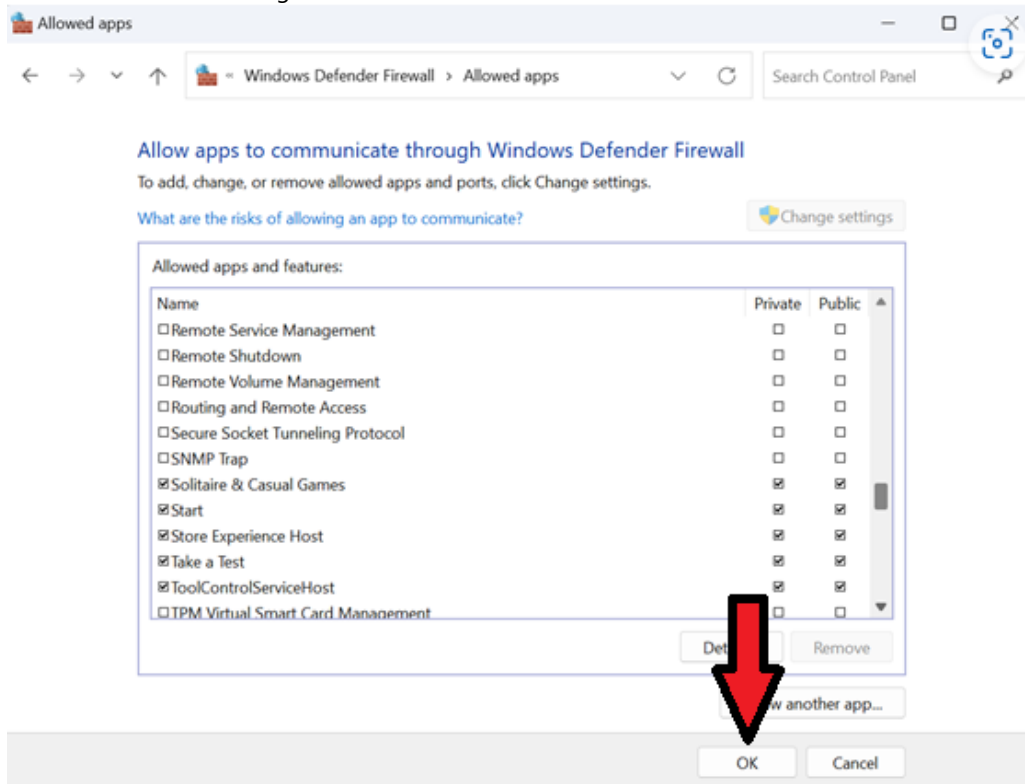 Allowed apps
« Windows Defender Firewall › Allowed apps
Search Control Panel
Allow apps to communicate through Windows Defender Firewall
To add, change, or remove allowed apps and ports, click Change settings.
What are the risks of allowing an app to communicate?
Change settings
Allowed apps and features:
Name Private Public
Remote Service Management
Remote Shutdown
Remote Volume Management
Routing and Remote Access
Secure Socket Tunneling Protocol
SNMP Trap
Solitaire & Casual Games
Start
Store Experience Host
Take a Test
ToolControlServiceHost
TPM Virtual Smart Card Management
Remove
another app...
OK Cancel